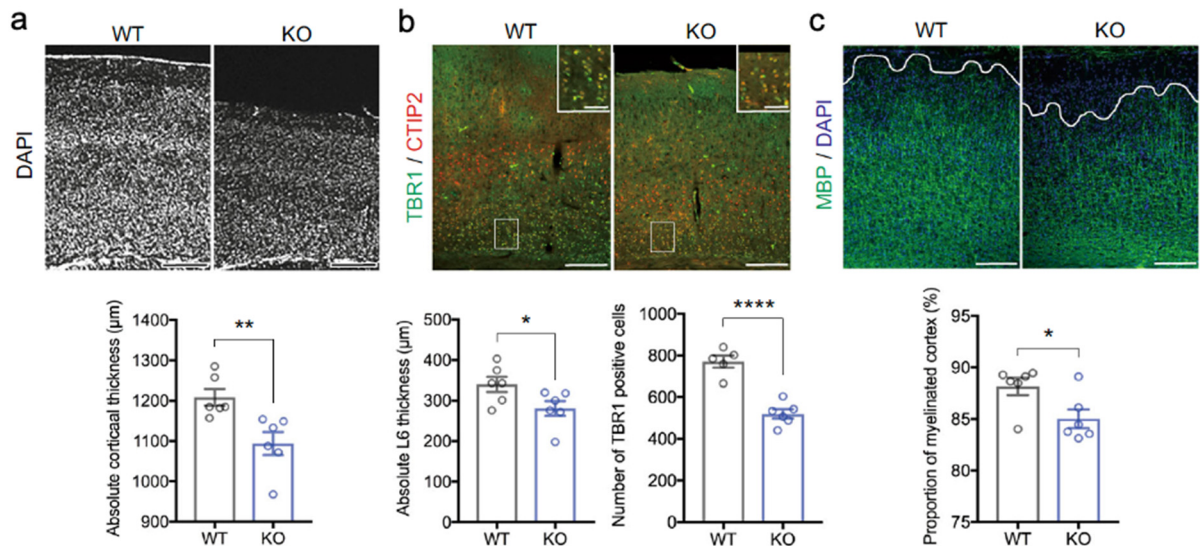 a
WT KO
DAPI
b
WT KO
TBR1 / CTIP2
c
WT KO
MBP / DAPI
Absolute corticaal thickness (µm)
1400
1300
1200
1100
1000
900
**
WT KO
Absolute L6 thickness (µm)
500
400
300
200
100
0
*
WT KO
Number of TBR1 positive cells
1000
800
600
400
200
0
****
WT KO
Proportion of myelinated cortex (%)
95
90
85
80
75
*
WT KO